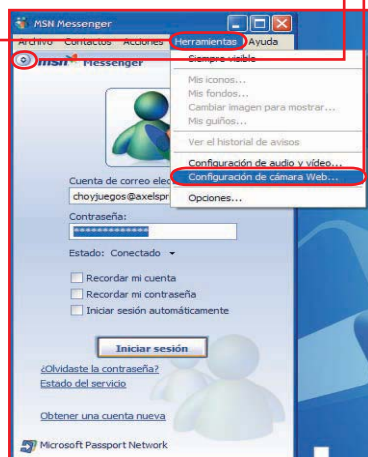 MSN Messenger
Archivo Contactos Acciones Herramientas Ayuda
msn Messenger
Siempre visible
Mis iconos...
Mis fondos...
Cambiar imagen para mostrar...
Mis guiños...
Ver el historial de avisos
Configuración de audio y vídeo...
Configuración de cámara Web...
Opciones...
Cuenta de correo elec
choyjuegos@axelspr
Contraseña:
Estado: Conectado
Recordar mi cuenta
Recordar mi contraseña
Iniciar sesión automáticamente
Iniciar sesión
¿Olvidaste la contraseña?
Estado del servicio
Obtener una cuenta nueva
Microsoft Passport Network